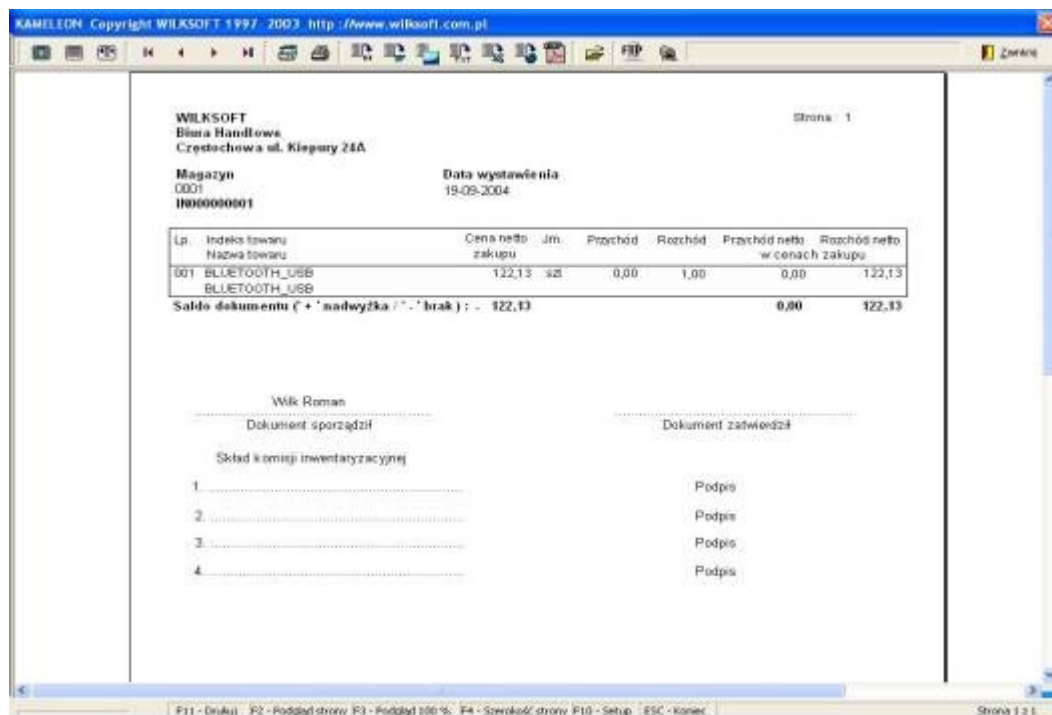 KAMELEON Copyright WILKSOFT 1997 2003 http://www.wilksoft.com.pl
FTP Zamknij
WILKSOFT Strona : 1
Biura Handlowe
Częstochowa ul. Kiepury 24A
Magazyn Data wystawienia
0001 19-09-2004
IN000000001
Lp. Indeks towaru Cena netto Jm. Przychód Rozchód Przychód netto Rozchód netto
Nazwa towaru zakupu w cenach zakupu
001 BLUETOOTH_USB 122,13 szt 0,00 1,00 0,00 122,13
BLUETOOTH_USB
Saldo dokumentu ('+' nadwyżka / '-' brak) : - 122,13 0,00 122,13
Wilk Roman
Dokument sporządził Dokument zatwierdził
Skład komisji inwentaryzacyjnej
1. Podpis
2. Podpis
3. Podpis
4. Podpis
F11 - Drukuj F2 - Podgląd strony F3 - Podgląd 100 % F4 - Szerokość strony F10 - Setup ESC - Koniec Strona 1 z 1